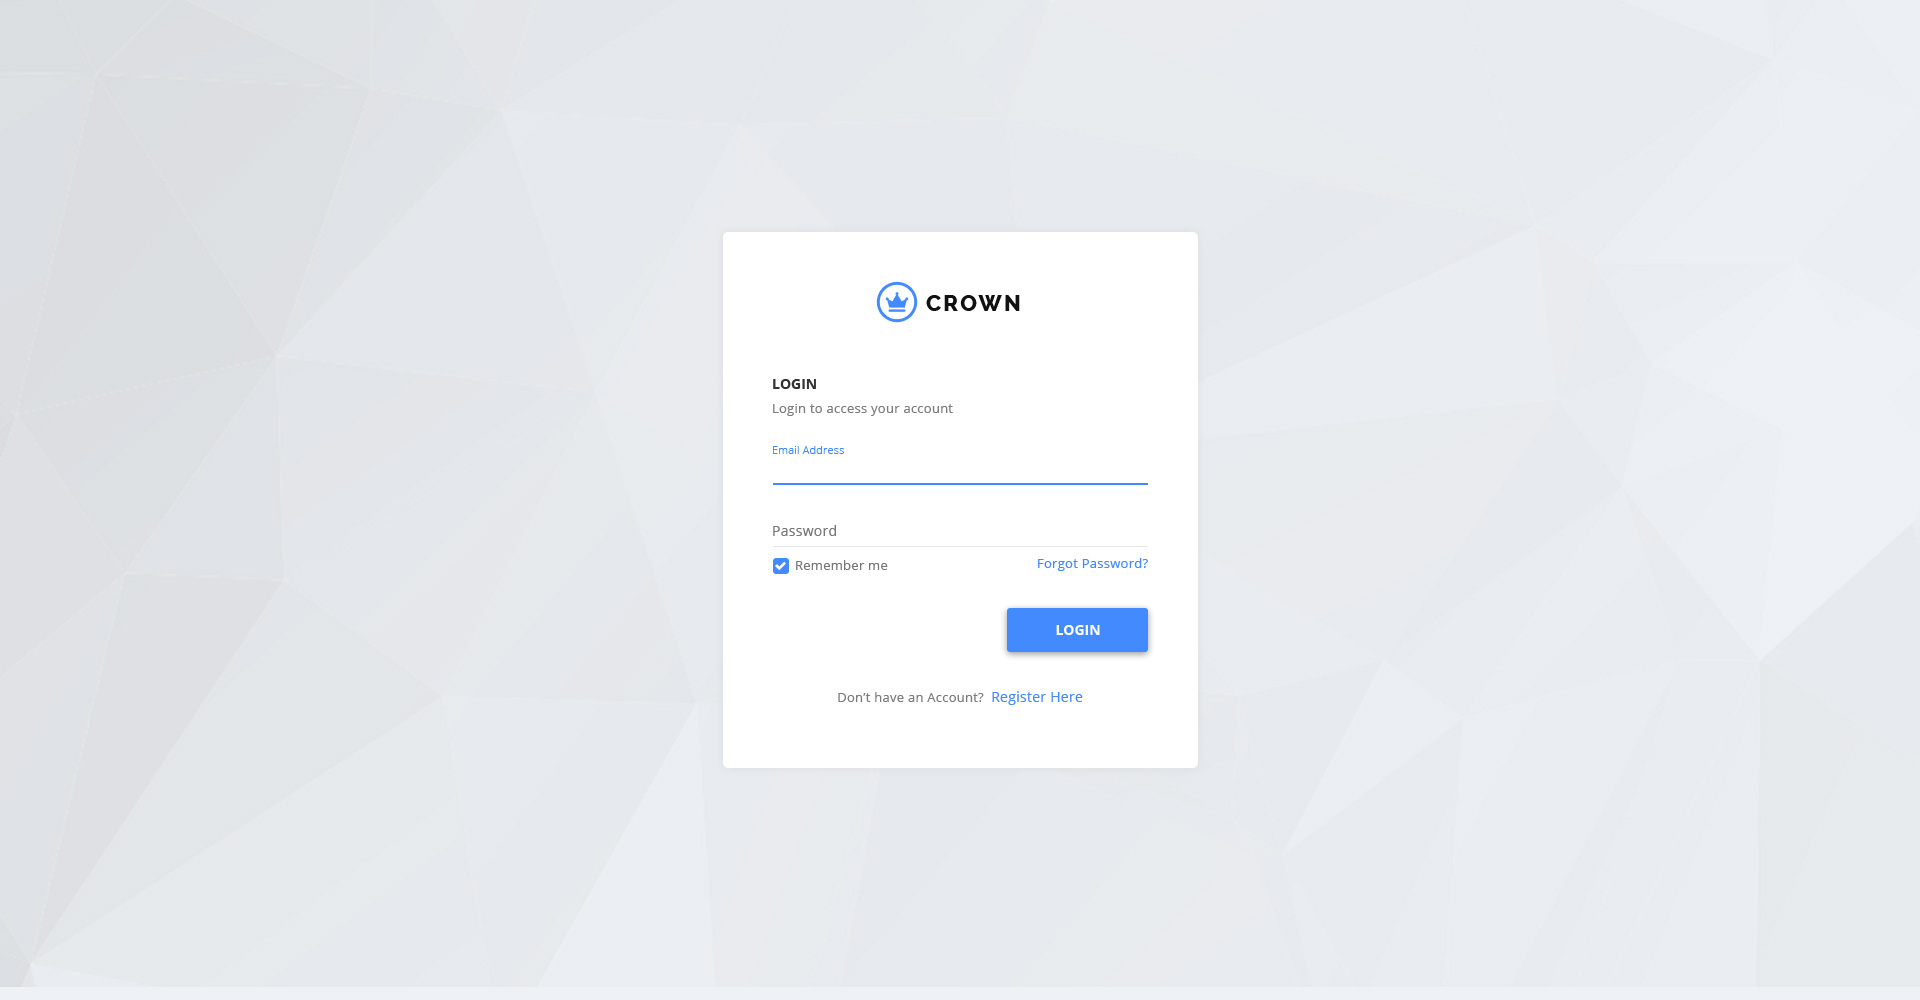 CROWN
LOGIN
Login to access your account
Email Address
Password
Remember me
Forgot Password?
LOGIN
Don't have an Account? Register Here